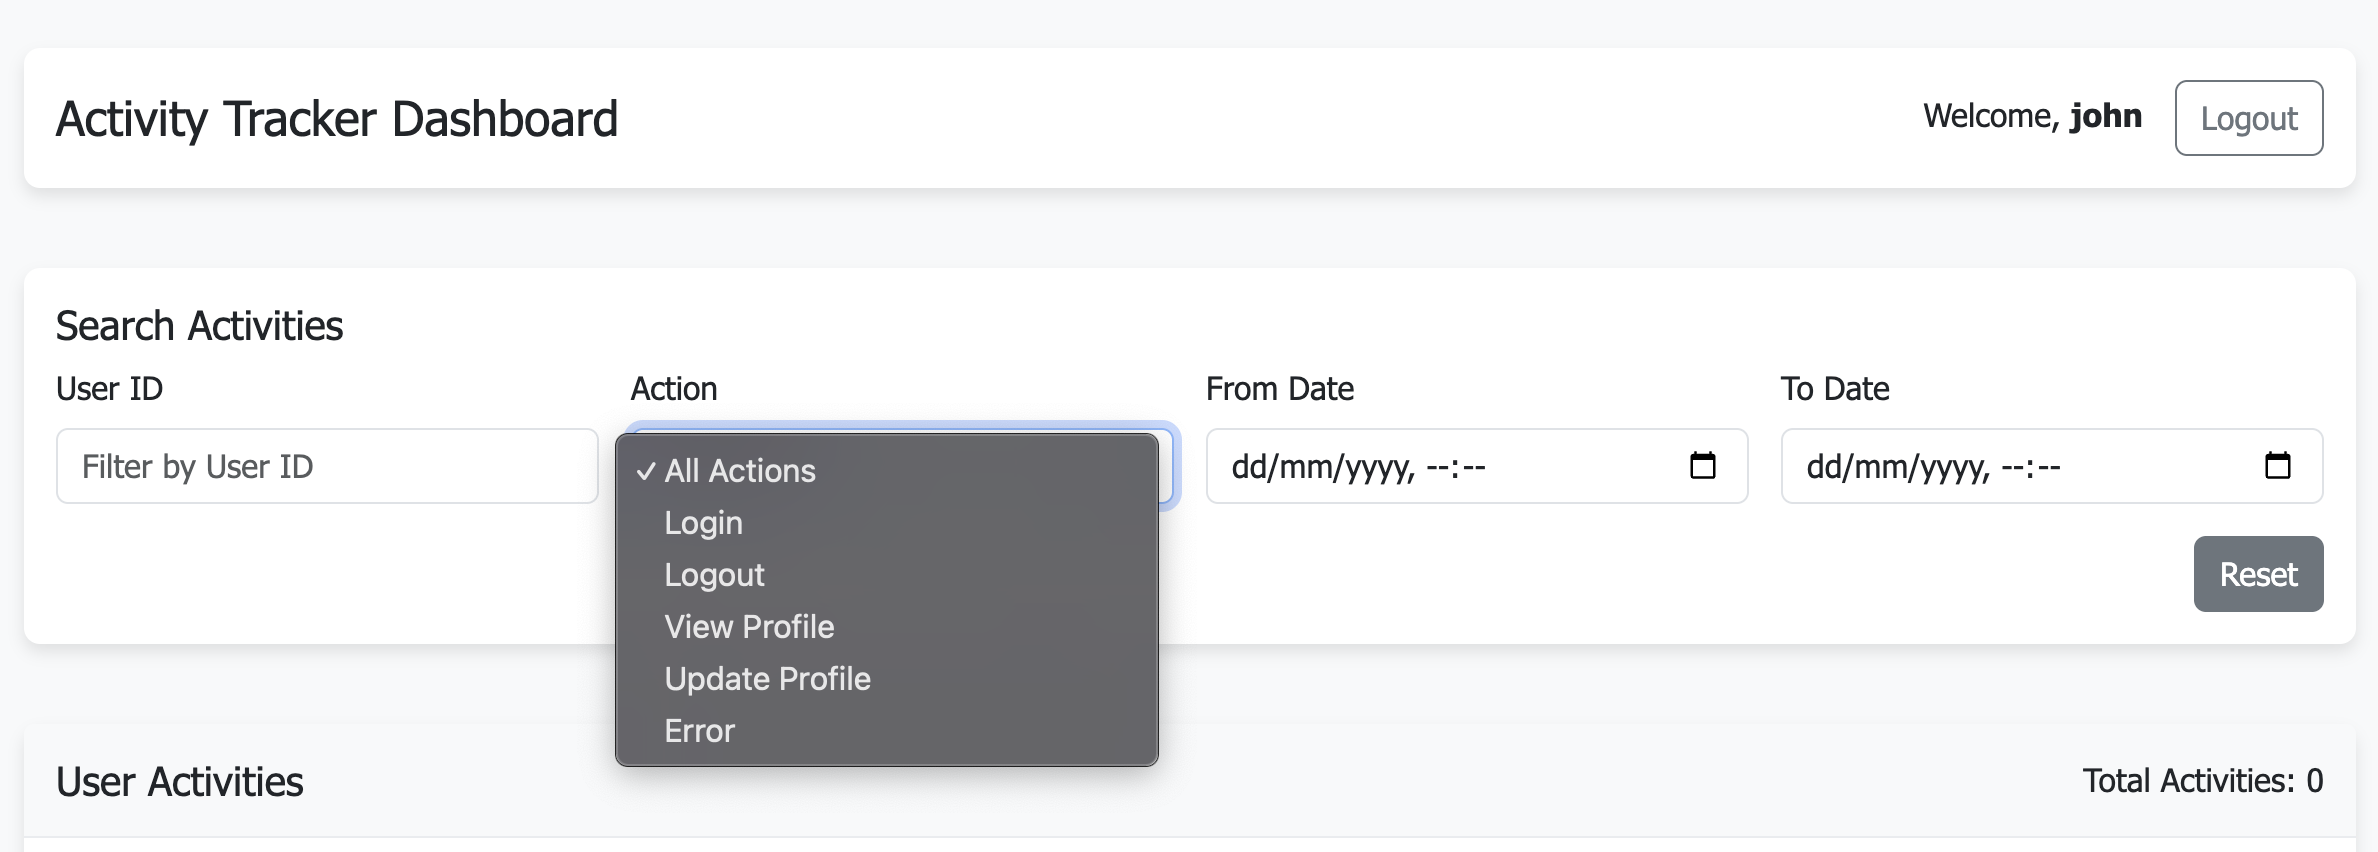 Activity Tracker Dashboard
Welcome, john
Logout
Search Activities
User ID
Action
From Date
To Date
Filter by User ID
✓ All Actions
Login
Logout
View Profile
Update Profile
Error
dd/mm/yyyy, --:--
dd/mm/yyyy, --:--
Reset
User Activities
Total Activities: 0